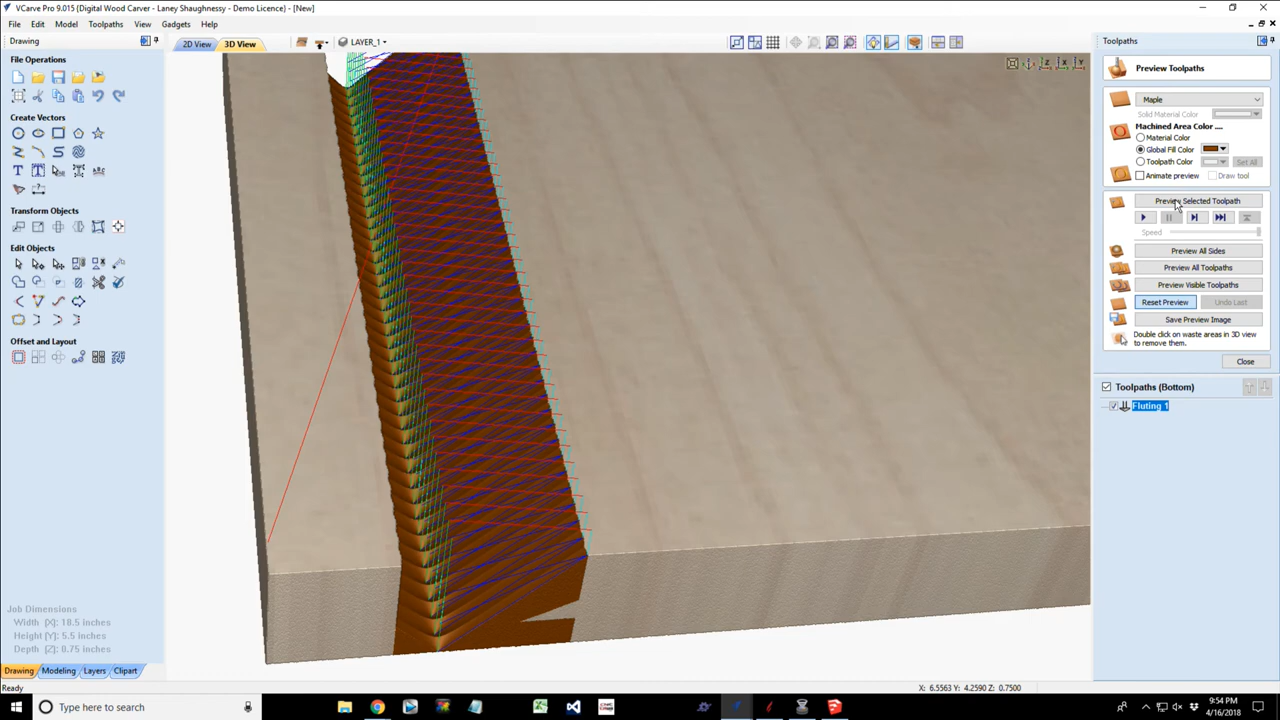 VCarve Pro 9.015 {Digital Wood Carver - Laney Shaughnessy - Demo Licence} - [New]
File Edit Model Toolpaths View Gadgets Help
Drawing
File Operations
Create Vectors
Transform Objects
Edit Objects
Offset and Layout
Job Dimensions
Width (X): 18.5 inches
Height (Y): 5.5 inches
Depth (Z): 0.75 inches
Drawing Modeling Layers Clipart
Ready
2D View 3D View LAYER_1
Toolpaths
Preview Toolpaths
Maple
Solid Material Color
Machined Area Color ....
Material Color
Global Fill Color
Toolpath Color Set All
Animate preview Draw tool
Preview Selected Toolpath
Speed
Preview All Sides
Preview All Toolpaths
Preview Visible Toolpaths
Reset Preview Undo Last
Save Preview Image
Double click on waste areas in 3D view
to remove them.
Close
Toolpaths (Bottom)
Fluting 1
X: 6.5563 Y: 4.2590 Z: 0.7500
Type here to search
9:54 PM
4/16/2018